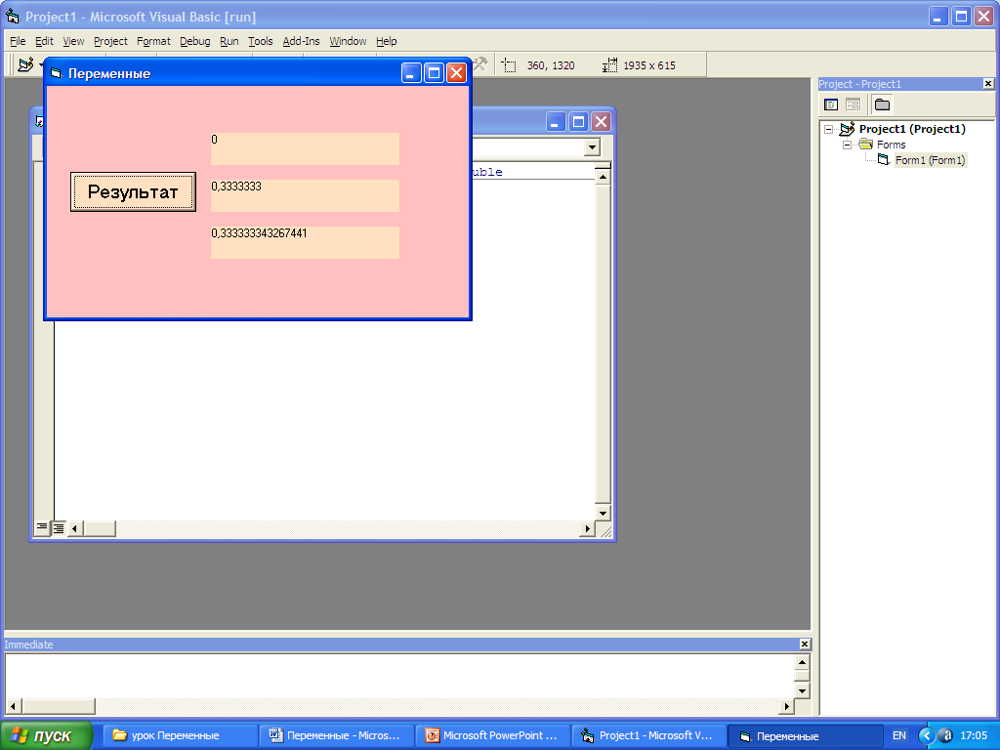 Project1 - Microsoft Visual Basic [run]
File Edit View Project Format Debug Run Tools Add-Ins Window Help
360, 1320 1935 x 615
Переменные
Project - Project1
0
Project1 (Project1)
Forms
Form1 (Form1)
uble
0,3333333
Результат
0,333333343267441
Immediate
пуск урок Переменные Переменные - Micros... Microsoft PowerPoint ... Project1 - Microsoft V... Переменные EN 17:05